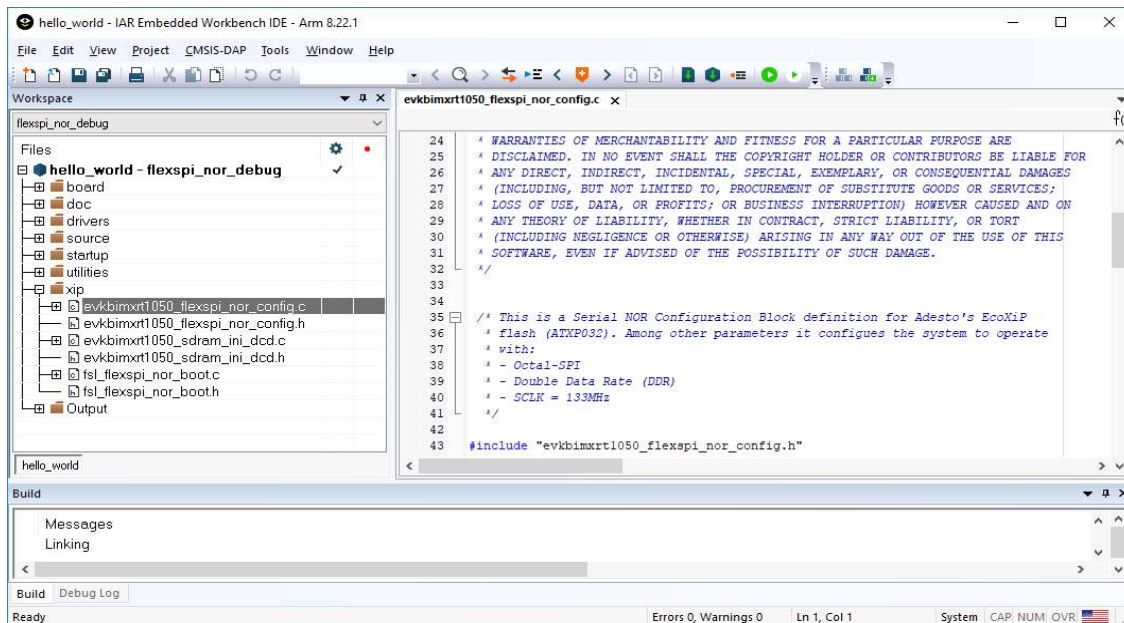 hello_world - IAR Embedded Workbench IDE - Arm 8.22.1
File Edit View Project CMSIS-DAP Tools Window Help
Workspace
flexspi_nor_debug
Files
hello_world - flexspi_nor_debug
board
doc
drivers
source
startup
utilities
xip
evkbimxrt1050_flexspi_nor_config.c
evkbimxrt1050_flexspi_nor_config.h
evkbimxrt1050_sdram_ini_dcd.c
evkbimxrt1050_sdram_ini_dcd.h
fsl_flexspi_nor_boot.c
fsl_flexspi_nor_boot.h
Output
hello_world
evkbimxrt1050_flexspi_nor_config.c x
24 * WARRANTIES OF MERCHANTABILITY AND FITNESS FOR A PARTICULAR PURPOSE ARE
25 * DISCLAIMED. IN NO EVENT SHALL THE COPYRIGHT HOLDER OR CONTRIBUTORS BE LIABLE FOR
26 * ANY DIRECT, INDIRECT, INCIDENTAL, SPECIAL, EXEMPLARY, OR CONSEQUENTIAL DAMAGES
27 * (INCLUDING, BUT NOT LIMITED TO, PROCUREMENT OF SUBSTITUTE GOODS OR SERVICES;
28 * LOSS OF USE, DATA, OR PROFITS; OR BUSINESS INTERRUPTION) HOWEVER CAUSED AND ON
29 * ANY THEORY OF LIABILITY, WHETHER IN CONTRACT, STRICT LIABILITY, OR TORT
30 * (INCLUDING NEGLIGENCE OR OTHERWISE) ARISING IN ANY WAY OUT OF THE USE OF THIS
31 * SOFTWARE, EVEN IF ADVISED OF THE POSSIBILITY OF SUCH DAMAGE.
32 */
33
34
35 /* This is a Serial NOR Configuration Block definition for Adesto's EcoXiP
36 * flash (ATXP032). Among other parameters it configues the system to operate
37 * with:
38 * - Octal-SPI
39 * - Double Data Rate (DDR)
40 * - SCLK = 133MHz
41 */
42
43 #include "evkbimxrt1050_flexspi_nor_config.h"
Build
Messages
Linking
Build Debug Log
Ready Errors 0, Warnings 0 Ln 1, Col 1 System CAP NUM OVR